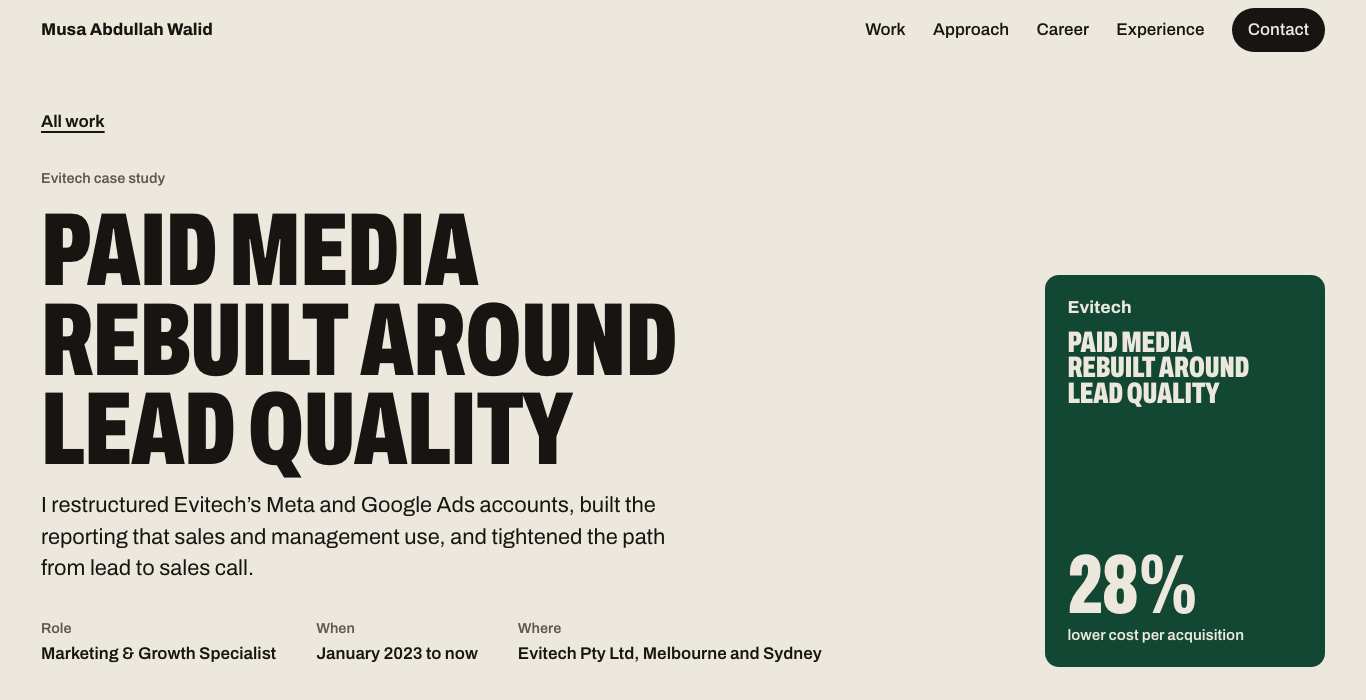 Musa Abdullah Walid
Work
Approach
Career
Experience
Contact
All work
Evitech case study
PAID MEDIA
REBUILT AROUND
LEAD QUALITY
I restructured Evitech’s Meta and Google Ads accounts, built the
reporting that sales and management use, and tightened the path
from lead to sales call.
Role
Marketing & Growth Specialist
When
January 2023 to now
Where
Evitech Pty Ltd, Melbourne and Sydney
Evitech
PAID MEDIA
REBUILT AROUND
LEAD QUALITY
28%
lower cost per acquisition